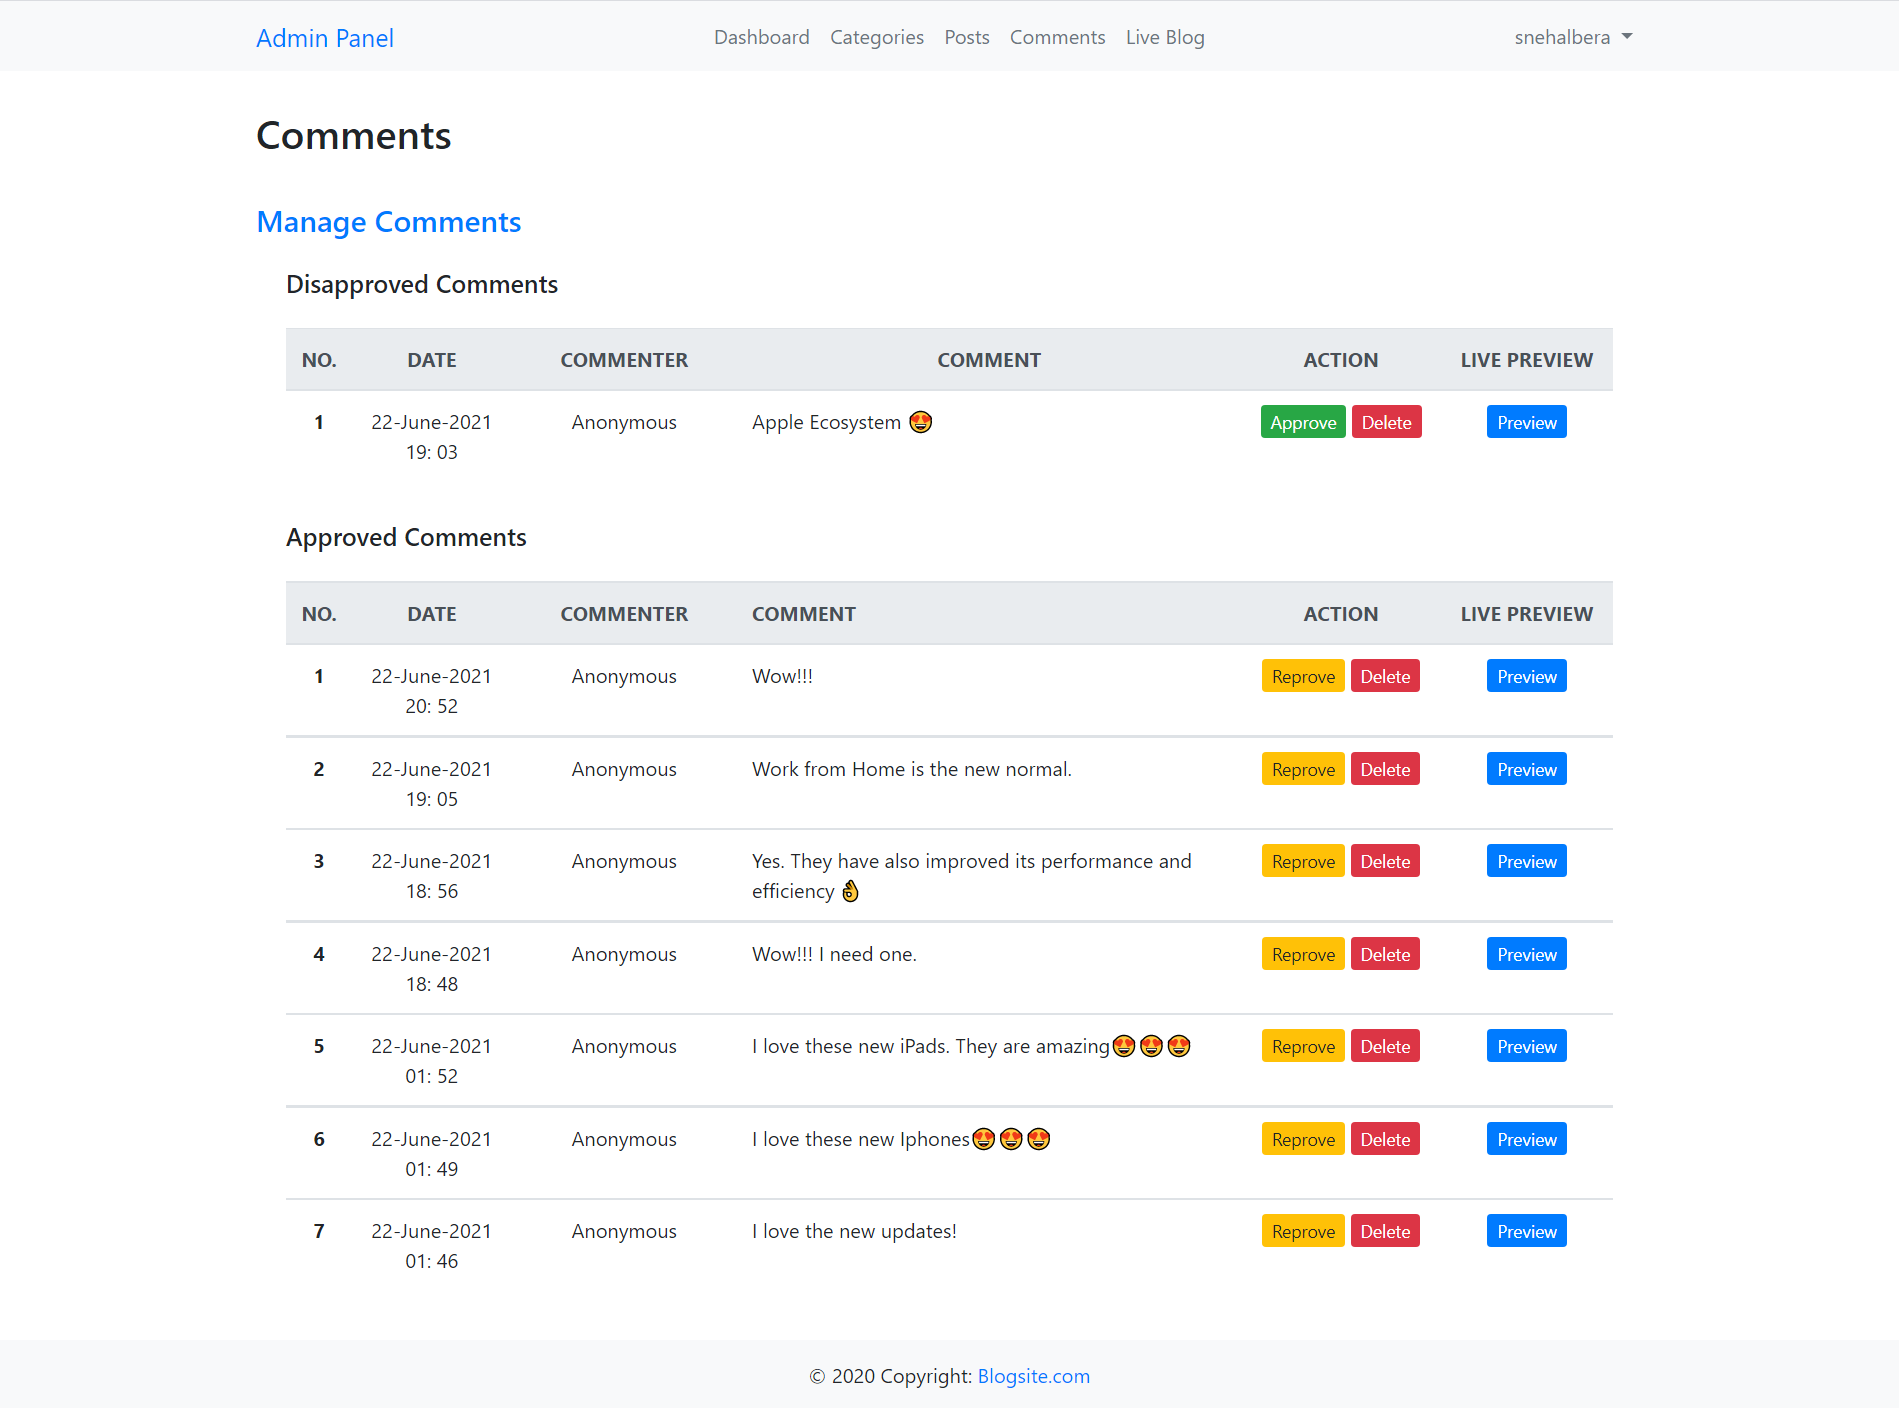 Admin Panel Dashboard Categories Posts Comments Live Blog snehalbera
Comments
Manage Comments
Disapproved Comments
NO. DATE COMMENTER COMMENT ACTION LIVE PREVIEW
1 22-June-2021 Anonymous Apple Ecosystem 😍 Approve Delete Preview
19: 03
Approved Comments
NO. DATE COMMENTER COMMENT ACTION LIVE PREVIEW
1 22-June-2021 Anonymous Wow!!! Reprove Delete Preview
20: 52
2 22-June-2021 Anonymous Work from Home is the new normal. Reprove Delete Preview
19: 05
3 22-June-2021 Anonymous Yes. They have also improved its performance and Reprove Delete Preview
18: 56 efficiency 👌
4 22-June-2021 Anonymous Wow!!! I need one. Reprove Delete Preview
18: 48
5 22-June-2021 Anonymous I love these new iPads. They are amazing😍😍😍 Reprove Delete Preview
01: 52
6 22-June-2021 Anonymous I love these new Iphones😍😍😍 Reprove Delete Preview
01: 49
7 22-June-2021 Anonymous I love the new updates! Reprove Delete Preview
01: 46
© 2020 Copyright: Blogsite.com